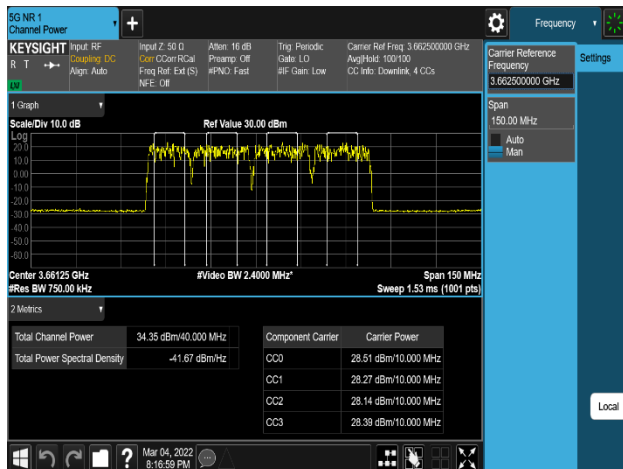 5G NR 1
Channel Power
Frequency
KEYSIGHT
R T
LXI
Input: RF
Coupling: DC
Align: Auto
Input Z: 50 Ω
Corr CCorr RCal
Freq Ref: Ext (S)
NFE: Off
Atten: 16 dB
Preamp: Off
#PNO: Fast
Trig: Periodic
Gate: LO
#IF Gain: Low
Carrier Ref Freq: 3.662500000 GHz
Avg|Hold: 100/100
CC Info: Downlink, 4 CCs
Carrier Reference
Frequency
3.662500000 GHz
Settings
Span
150.00 MHz
Auto
Man
1 Graph
Scale/Div 10.0 dB
Ref Value 30.00 dBm
Log
20.0
10.0
0.00
-10.0
-20.0
-30.0
-40.0
-50.0
-60.0
Center 3.66125 GHz
#Video BW 2.4000 MHz*
Span 150 MHz
#Res BW 750.00 kHz
Sweep 1.53 ms (1001 pts)
2 Metrics
Total Channel Power 34.35 dBm/40.000 MHz
Total Power Spectral Density -41.67 dBm/Hz
Component Carrier Carrier Power
CC0 28.51 dBm/10.000 MHz
CC1 28.27 dBm/10.000 MHz
CC2 28.14 dBm/10.000 MHz
CC3 28.39 dBm/10.000 MHz
Local
?
Mar 04, 2022
8:16:59 PM